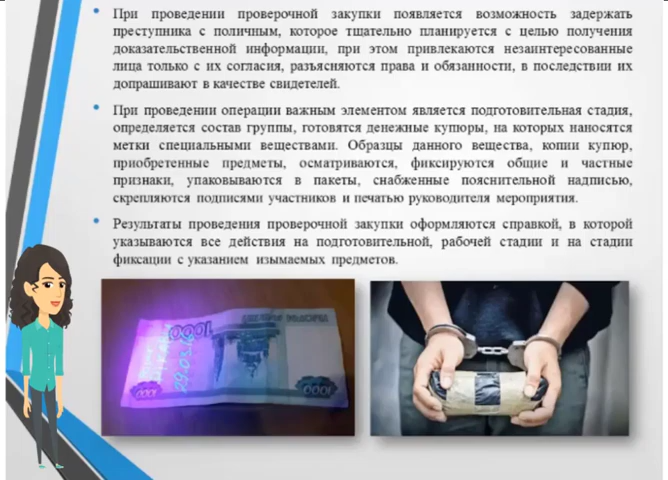 При проведении проверочной закупки появляется возможность задержать
преступника с поличным, которое тщательно планируется с целью получения
доказательственной информации, при этом привлекаются незаинтересованные
лица только с их согласия, разъясняются права и обязанности, в последствии их
допрашивают в качестве свидетелей.
При проведении операции важным элементом является подготовительная стадия,
определяется состав группы, готовятся денежные купюры, на которых наносятся
метки специальными веществами. Образцы данного вещества, копии купюр,
приобретенные предметы, осматриваются, фиксируются общие и частные
признаки, упаковываются в пакеты, снабженные пояснительной надписью,
скрепляются подписями участников и печатью руководителя мероприятия.
Результаты проведения проверочной закупки оформляются справкой, в которой
указываются все действия на подготовительной, рабочей стадии и на стадии
фиксации с указанием изымаемых предметов.
1000
1000
1000